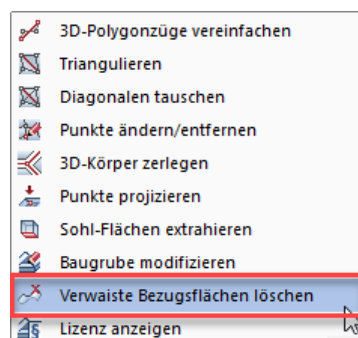 3D-Polygonzüge vereinfachen
Triangulieren
Diagonalen tauschen
Punkte ändern/entfernen
3D-Körper zerlegen
Punkte projizieren
Sohl-Flächen extrahieren
Baugrube modifizieren
Verwaiste Bezugsflächen löschen
Lizenz anzeigen